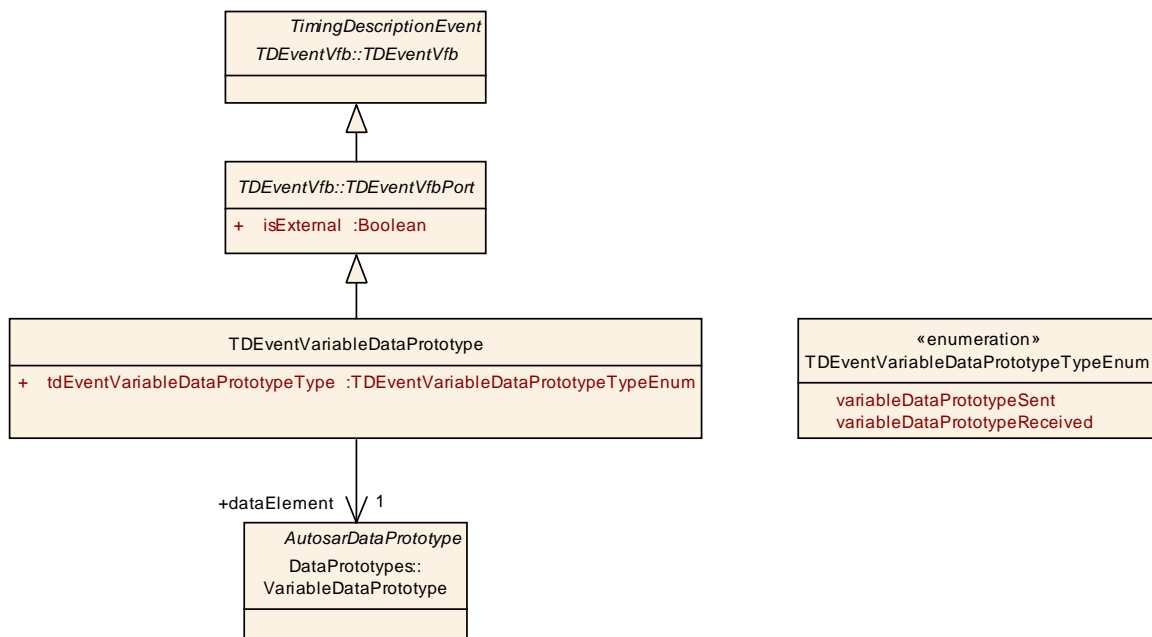 TimingDescriptionEvent
TDEventVfb::TDEventVfb
TDEventVfb::TDEventVfbPort
+ isExternal :Boolean
TDEventVariableDataPrototype
+ tdEventVariableDataPrototypeType :TDEventVariableDataPrototypeTypeEnum
«enumeration»
TDEventVariableDataPrototypeTypeEnum
variableDataPrototypeSent
variableDataPrototypeReceived
+dataElement 1
AutosarDataPrototype
DataPrototypes::
VariableDataPrototype